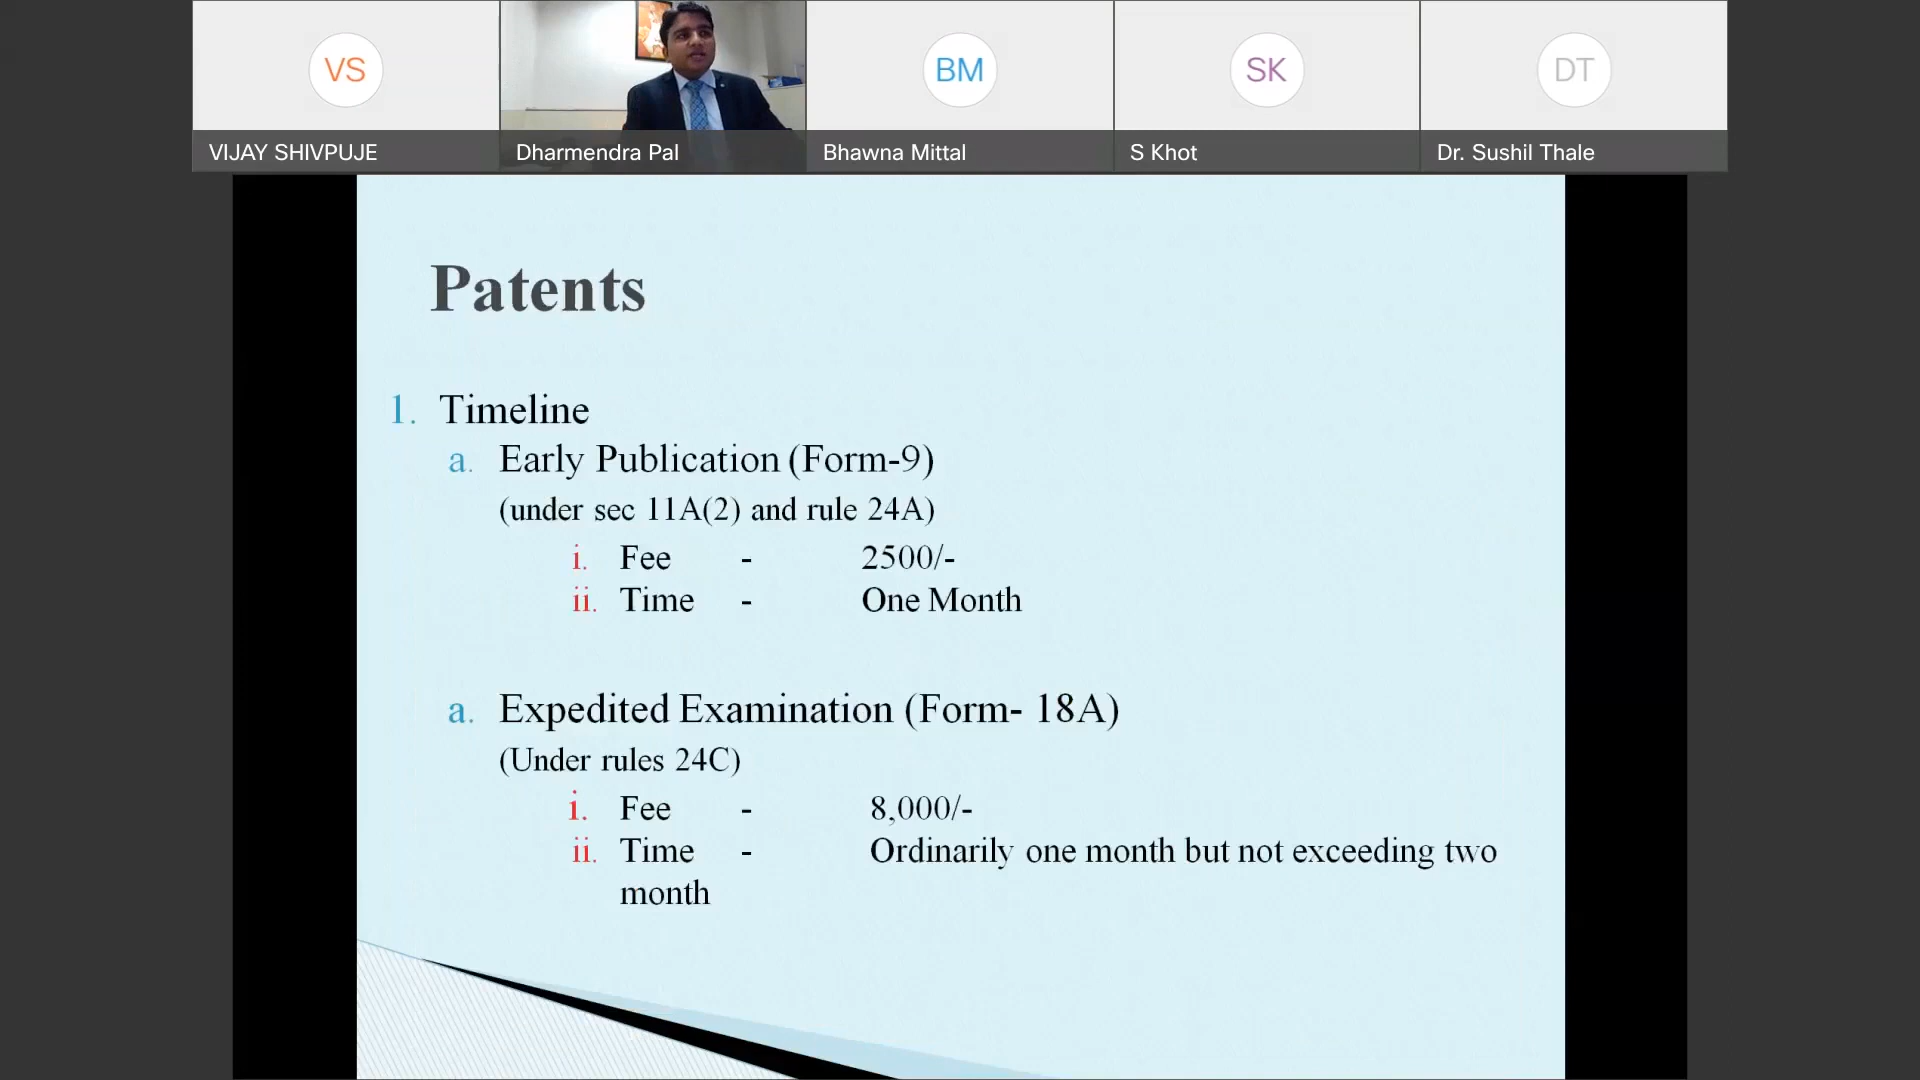 VS
BM
SK
DT
VIJAY SHIVPUJE
Dharmendra Pal
Bhawna Mittal
S Khot
Dr. Sushil Thale
Patents
1. Timeline
a. Early Publication (Form-9)
(under sec 11A(2) and rule 24A)
i. Fee - 2500/-
ii. Time - One Month
a. Expedited Examination (Form- 18A)
(Under rules 24C)
i. Fee - 8,000/-
ii. Time - Ordinarily one month but not exceeding two
month